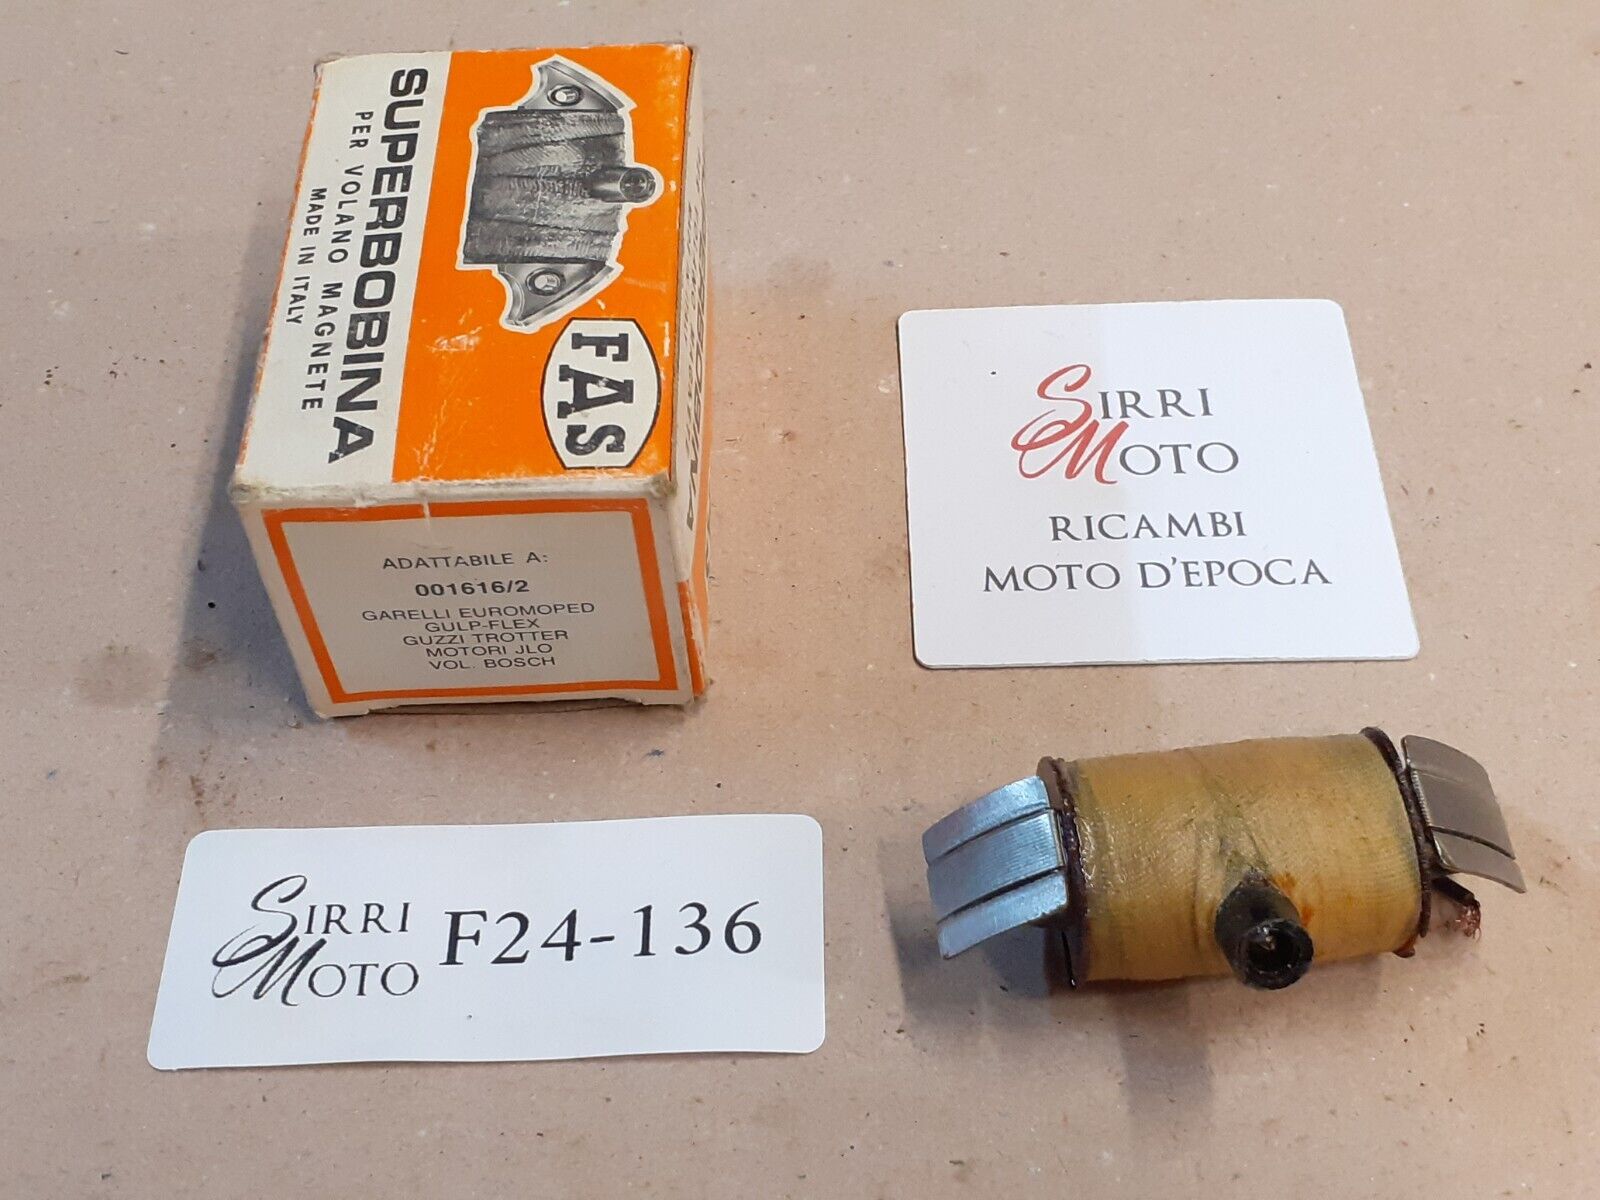 SUPERBOBINA
PER VOLANO MAGNETE
MADE IN ITALY
FAS
ADATTABILE A:
001616/2
GARELLI EUROMOPED
GULP-FLEX
GUZZI TROTTER
MOTORI JLO
VOL. BOSCH
SIRRI
MOTO
RICAMBI
MOTO D'EPOCA
SIRRI
MOTO
F24-136